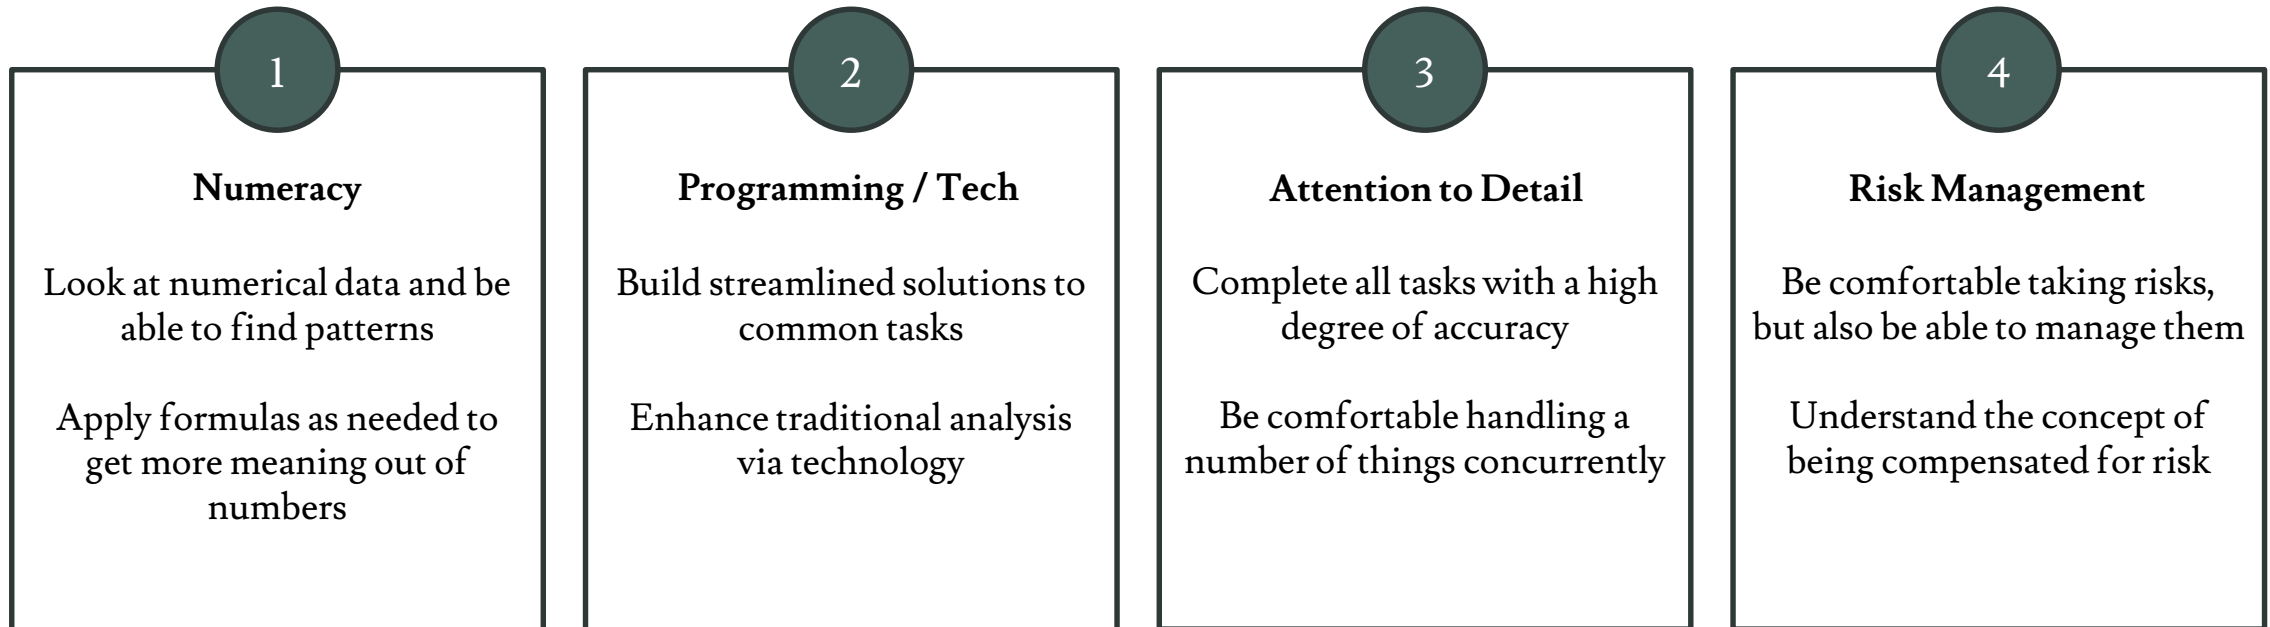 1
Numeracy
Look at numerical data and be
able to find patterns
Apply formulas as needed to
get more meaning out of
numbers
2
Programming / Tech
Build streamlined solutions to
common tasks
Enhance traditional analysis
via technology
3
Attention to Detail
Complete all tasks with a high
degree of accuracy
Be comfortable handling a
number of things concurrently
4
Risk Management
Be comfortable taking risks,
but also be able to manage them
Understand the concept of
being compensated for risk